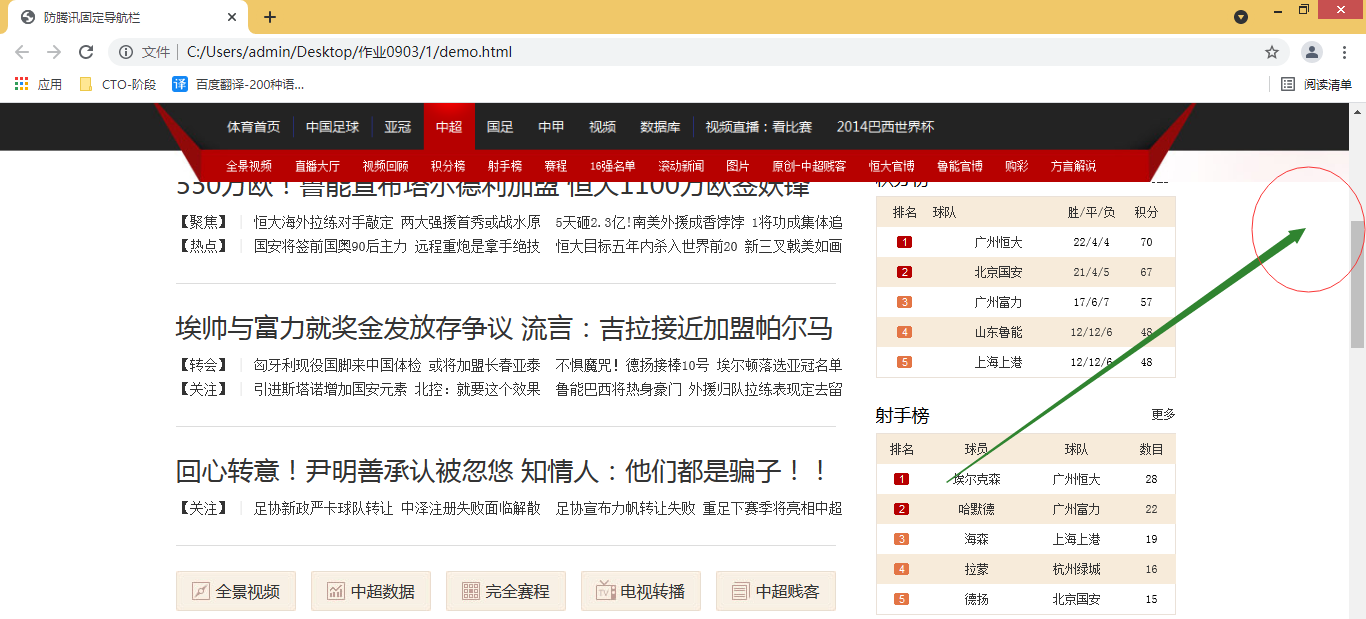 防腾讯固定导航栏
文件 C:/Users/admin/Desktop/作业0903/1/demo.html
应用 CTO-阶段 译 百度翻译-200种语... 阅读清单
体育首页 中国足球 亚冠 中超 国足 中甲 视频 数据库 视频直播：看比赛 2014巴西世界杯
全景视频 直播大厅 视频回顾 积分榜 射手榜 赛程 16强名单 滚动新闻 图片 原创-中超贱客 恒大官博 鲁能官博 购彩 方言解说
530万欧！鲁能宣布塔尔德利加盟 恒大1100万欧签妖锋
【聚焦】 恒大海外拉练对手敲定 两大强援首秀或战水原 5天砸2.3亿!南美外援成香饽饽 1将功成集体追
【热点】 国安将签前国奥90后主力 远程重炮是拿手绝技 恒大目标五年内杀入世界前20 新三叉戟美如画
埃帅与富力就奖金发放存争议 流言：吉拉接近加盟帕尔马
【转会】 匈牙利现役国脚来中国体检 或将加盟长春亚泰 不惧魔咒! 德扬接棒10号 埃尔顿落选亚冠名单
【关注】 引进斯塔诺增加国安元素 北控: 就要这个效果 鲁能巴西将热身豪门 外援归队拉练表现定去留
回心转意！尹明善承认被忽悠 知情人：他们都是骗子！！
【关注】 足协新政严卡球队转让 中泽注册失败面临解散 足协宣布力帆转让失败 重足下赛季将亮相中超
全景视频 中超数据 完全赛程 电视转播 中超贱客
积分榜
排名 球队 胜/平/负 积分
1 广州恒大 22/4/4 70
2 北京国安 21/4/5 67
3 广州富力 17/6/7 57
4 山东鲁能 12/12/6 48
5 上海上港 12/12/6 48
射手榜 更多
排名 球员 球队 数目
1 埃尔克森 广州恒大 28
2 哈默德 广州富力 22
3 海森 上海上港 19
4 拉蒙 杭州绿城 16
5 德扬 北京国安 15